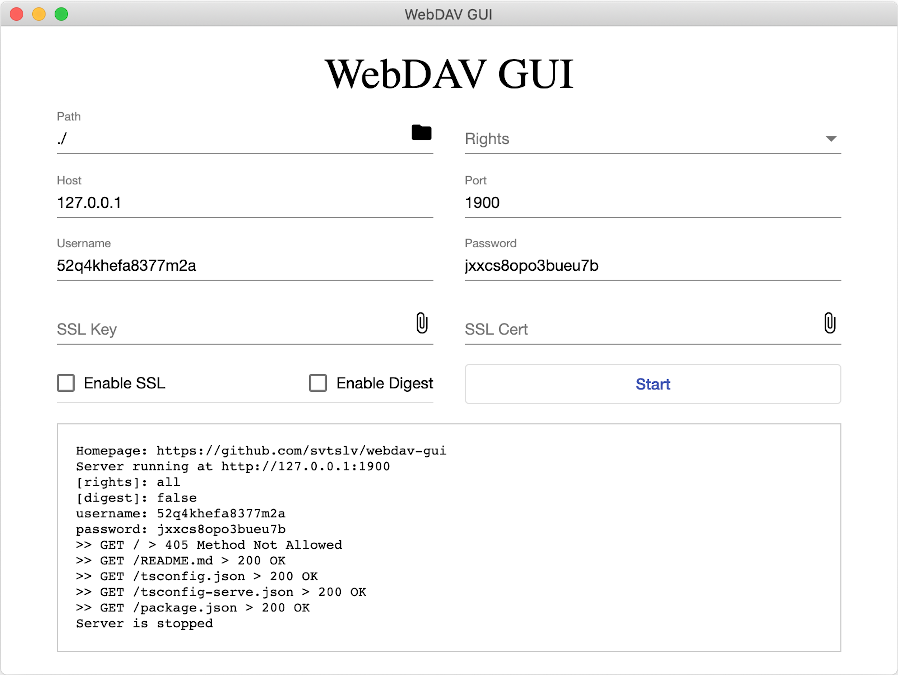 WebDAV GUI
WebDAV GUI
Path
./
Rights
Host
127.0.0.1
Port
1900
Username
52q4khefa8377m2a
Password
jxxcs8opo3bueu7b
SSL Key
SSL Cert
Enable SSL
Enable Digest
Start
Homepage: https://github.com/svtslv/webdav-gui
Server running at http://127.0.0.1:1900
[rights]: all
[digest]: false
username: 52q4khefa8377m2a
password: jxxcs8opo3bueu7b
>> GET / > 405 Method Not Allowed
>> GET /README.md > 200 OK
>> GET /tsconfig.json > 200 OK
>> GET /tsconfig-serve.json > 200 OK
>> GET /package.json > 200 OK
Server is stopped